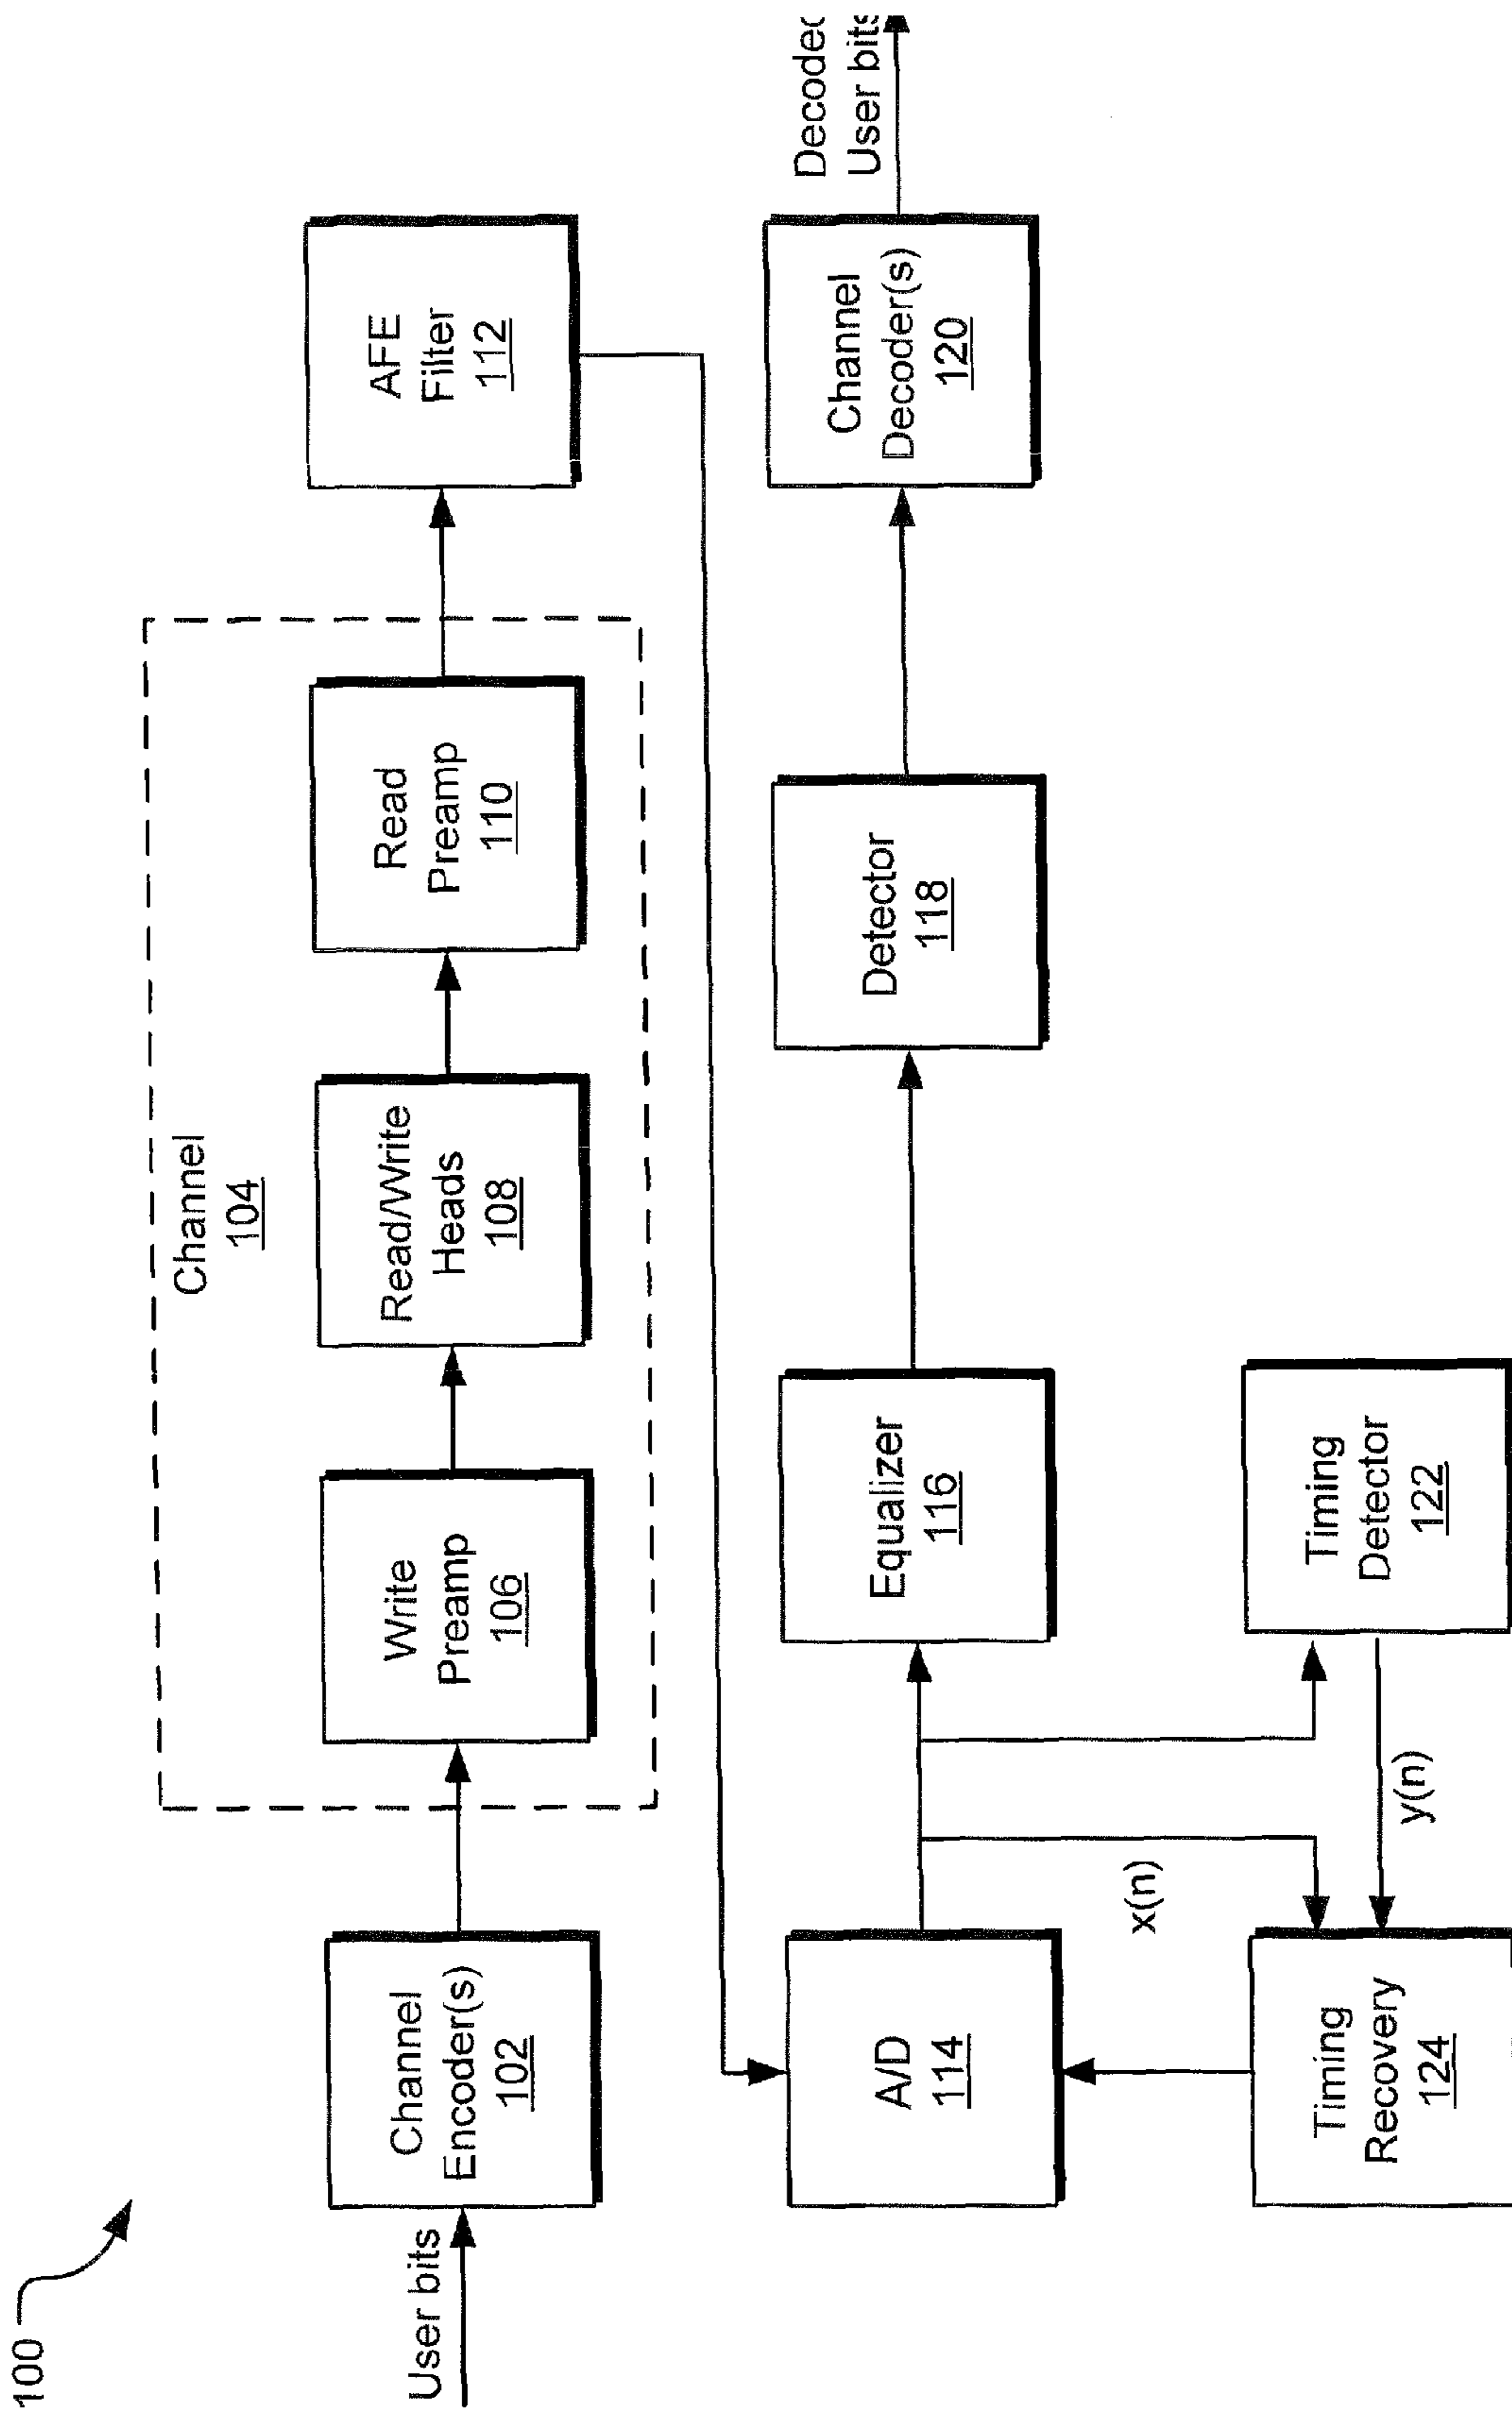 100
User bits
Channel
Encoder(s)
102
Channel
104
Write
Preamp
106
Read/Write
Heads
108
Read
Preamp
110
AFE
Filter
112
A/D
114
Equalizer
116
Detector
118
Channel
Decoder(s)
120
Decoded
User bits
x(n)
y(n)
Timing
Recovery
124
Timing
Detector
122